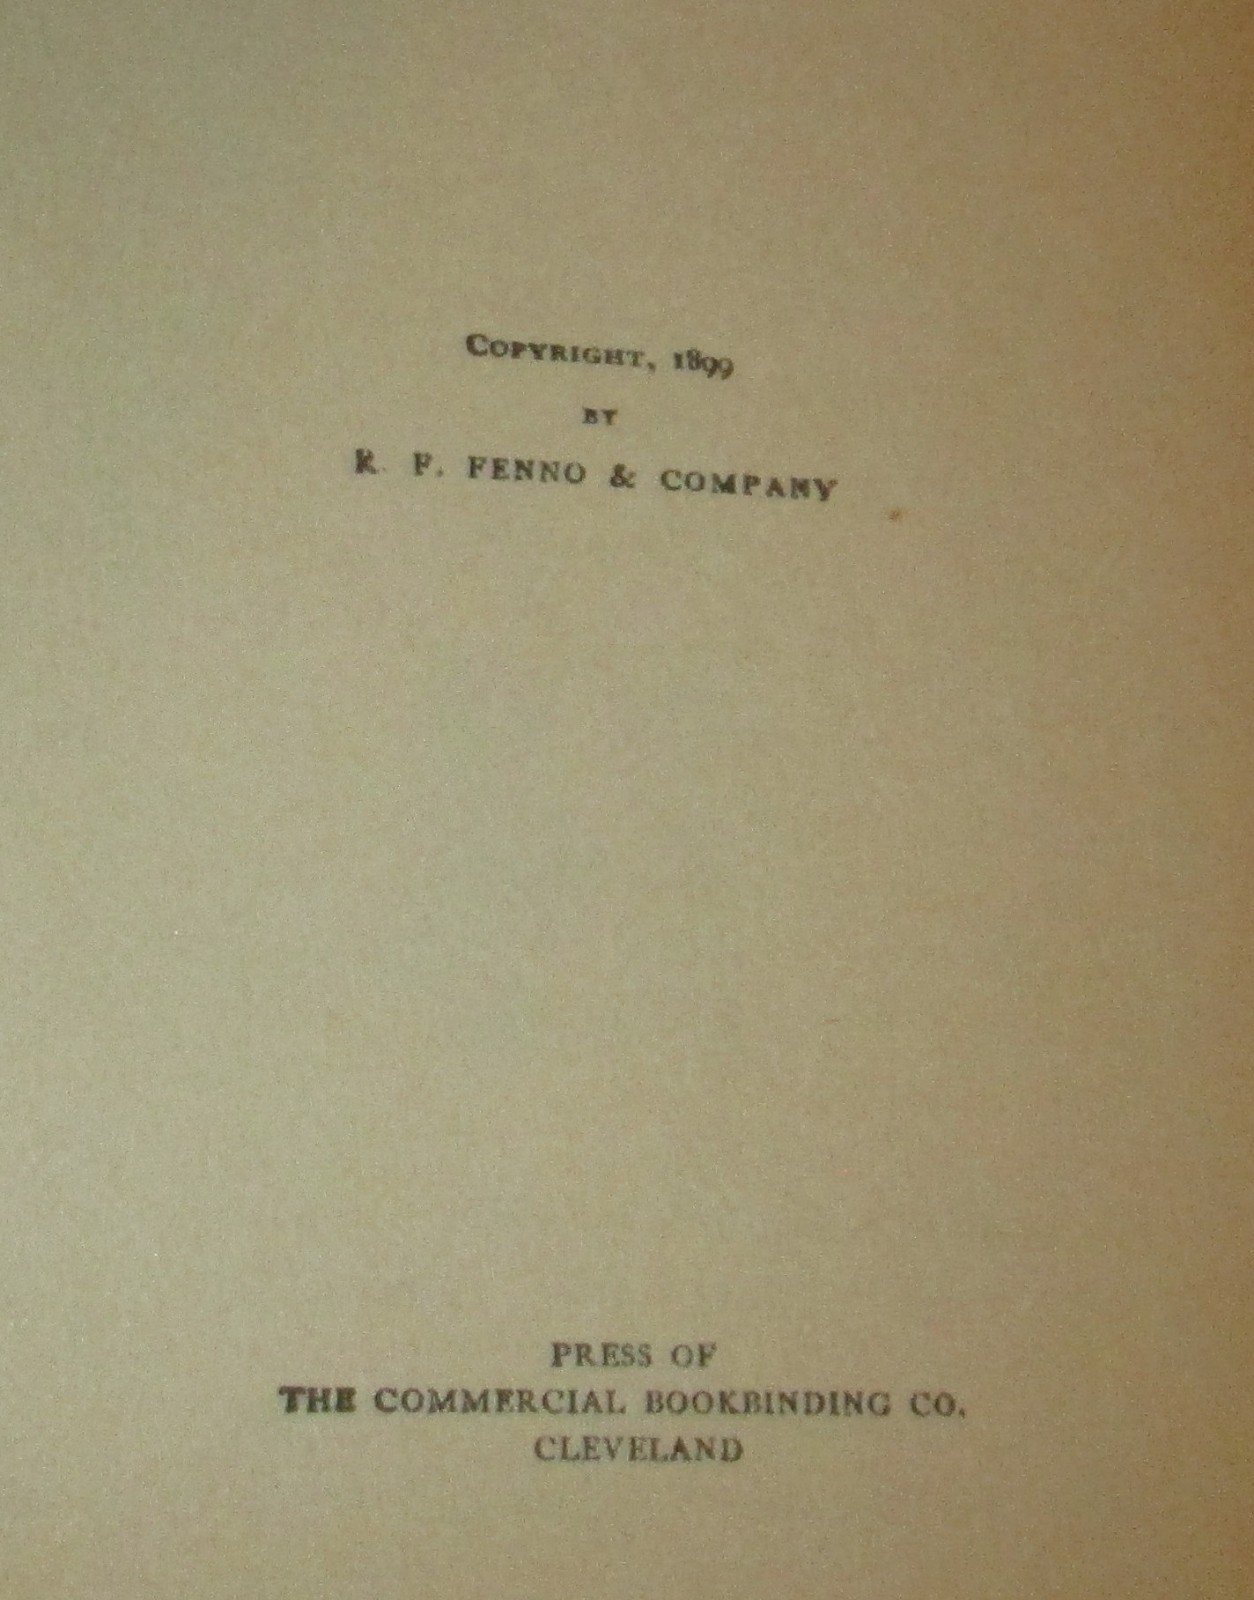 COPYRIGHT, 1899
BY
R. F. FENNO & COMPANY
PRESS OF
THE COMMERCIAL BOOKBINDING CO.
CLEVELAND